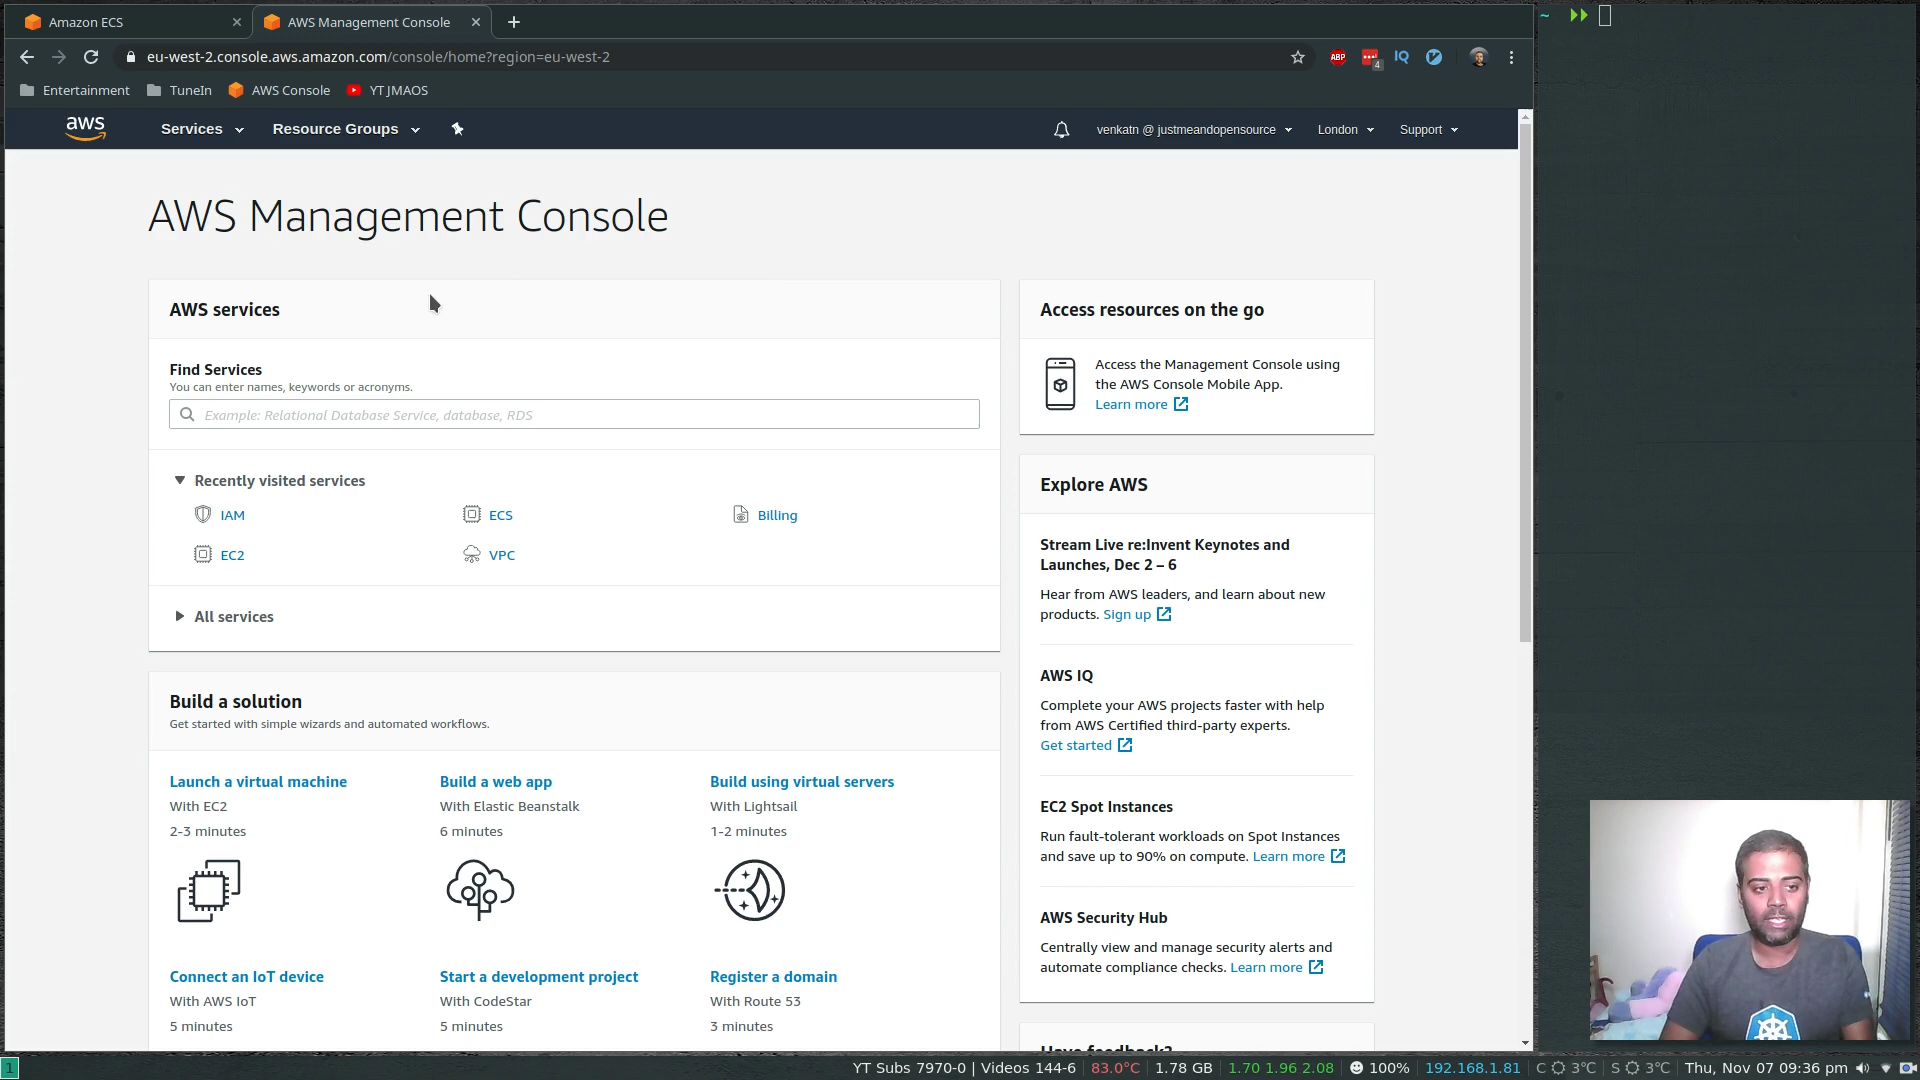 Amazon ECS
AWS Management Console
eu-west-2.console.aws.amazon.com/console/home?region=eu-west-2
ABP
4
IQ
Entertainment
TuneIn
AWS Console
YT JMAOS
aws
Services
Resource Groups
venkatn @ justmeandopensource
London
Support
AWS Management Console
AWS services
Find Services
You can enter names, keywords or acronyms.
Example: Relational Database Service, database, RDS
Recently visited services
IAM
ECS
Billing
EC2
VPC
All services
Build a solution
Get started with simple wizards and automated workflows.
Launch a virtual machine
With EC2
2-3 minutes
Build a web app
With Elastic Beanstalk
6 minutes
Build using virtual servers
With Lightsail
1-2 minutes
Connect an IoT device
With AWS IoT
5 minutes
Start a development project
With CodeStar
5 minutes
Register a domain
With Route 53
3 minutes
Access resources on the go
Access the Management Console using
the AWS Console Mobile App.
Learn more
Explore AWS
Stream Live re:Invent Keynotes and
Launches, Dec 2 – 6
Hear from AWS leaders, and learn about new
products. Sign up
AWS IQ
Complete your AWS projects faster with help
from AWS Certified third-party experts.
Get started
EC2 Spot Instances
Run fault-tolerant workloads on Spot Instances
and save up to 90% on compute. Learn more
AWS Security Hub
Centrally view and manage security alerts and
automate compliance checks. Learn more
Have feedback?
~
1
YT Subs 7970-0 | Videos 144-6 | 83.0°C | 1.78 GB | 1.70 1.96 2.08 | 100% | 192.168.1.81 | C 3°C | S 3°C | Thu, Nov 07 09:36 pm